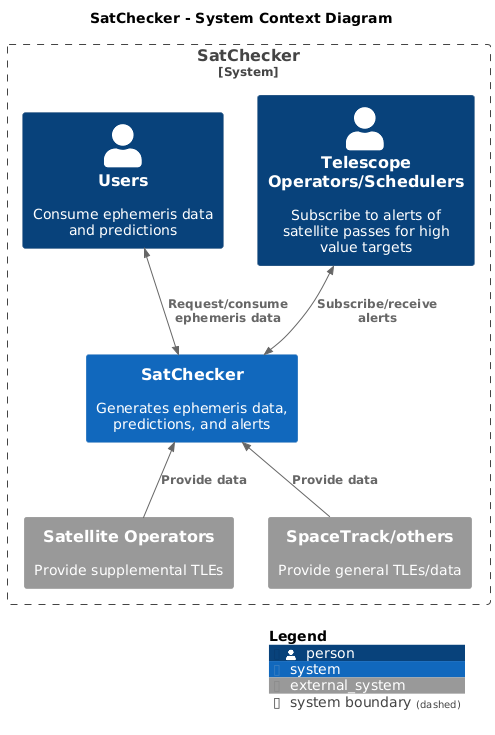 SatChecker - System Context Diagram
SatChecker
[System]
Users
Consume ephemeris data
and predictions
Telescope
Operators/Schedulers
Subscribe to alerts of
satellite passes for high
value targets
Request/consume
ephemeris data
Subscribe/receive
alerts
SatChecker
Generates ephemeris data,
predictions, and alerts
Provide data
Provide data
Satellite Operators
Provide supplemental TLEs
SpaceTrack/others
Provide general TLEs/data
Legend
person
system
external_system
system boundary (dashed)